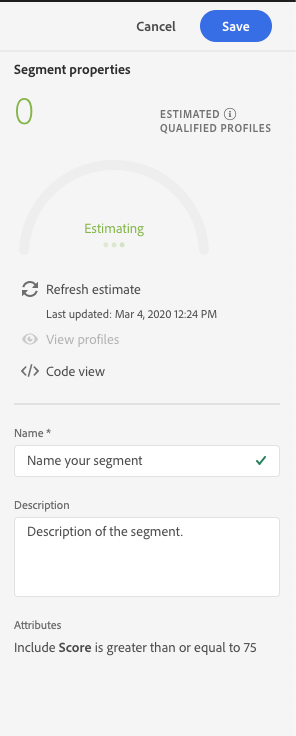 Cancel Save
Segment properties
0
ESTIMATED
QUALIFIED PROFILES
Estimating
Refresh estimate
Last updated: Mar 4, 2020 12:24 PM
View profiles
</> Code view
Name *
Name your segment
Description
Description of the segment.
Attributes
Include Score is greater than or equal to 75